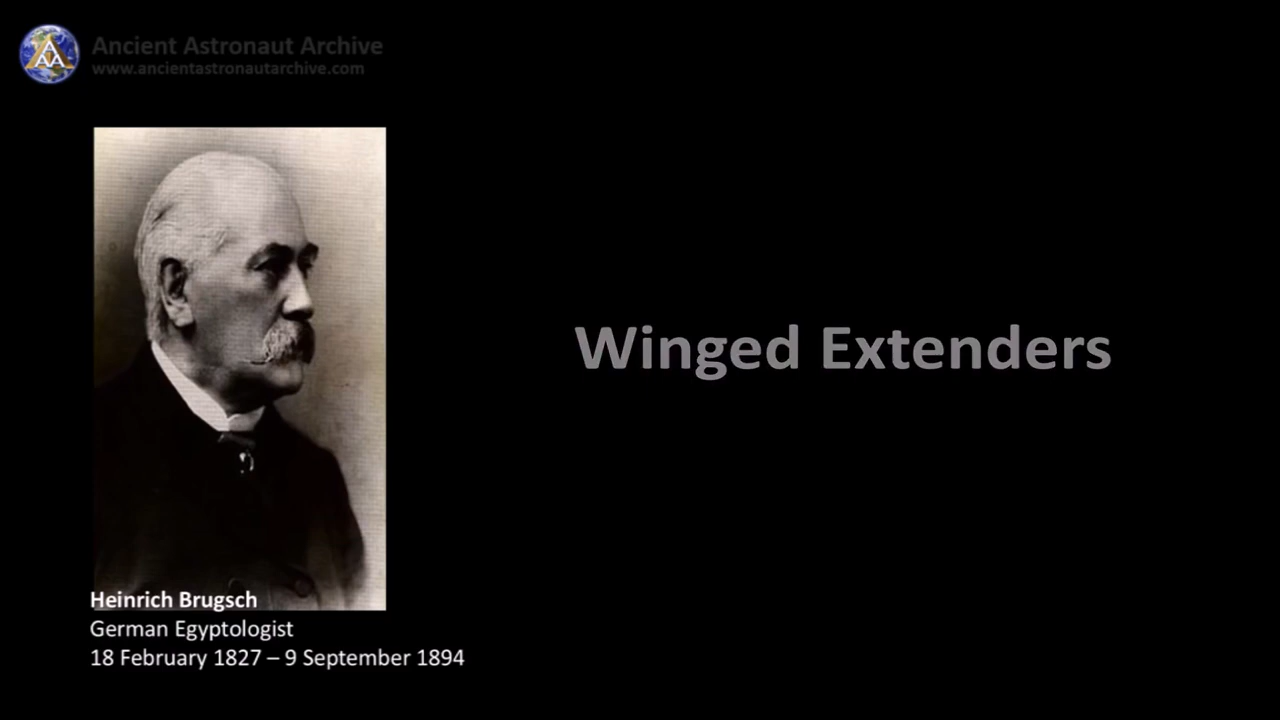 Ancient Astronaut Archive
www.ancientastronautarchive.com
Winged Extenders
Heinrich Brugsch
German Egyptologist
18 February 1827 – 9 September 1894